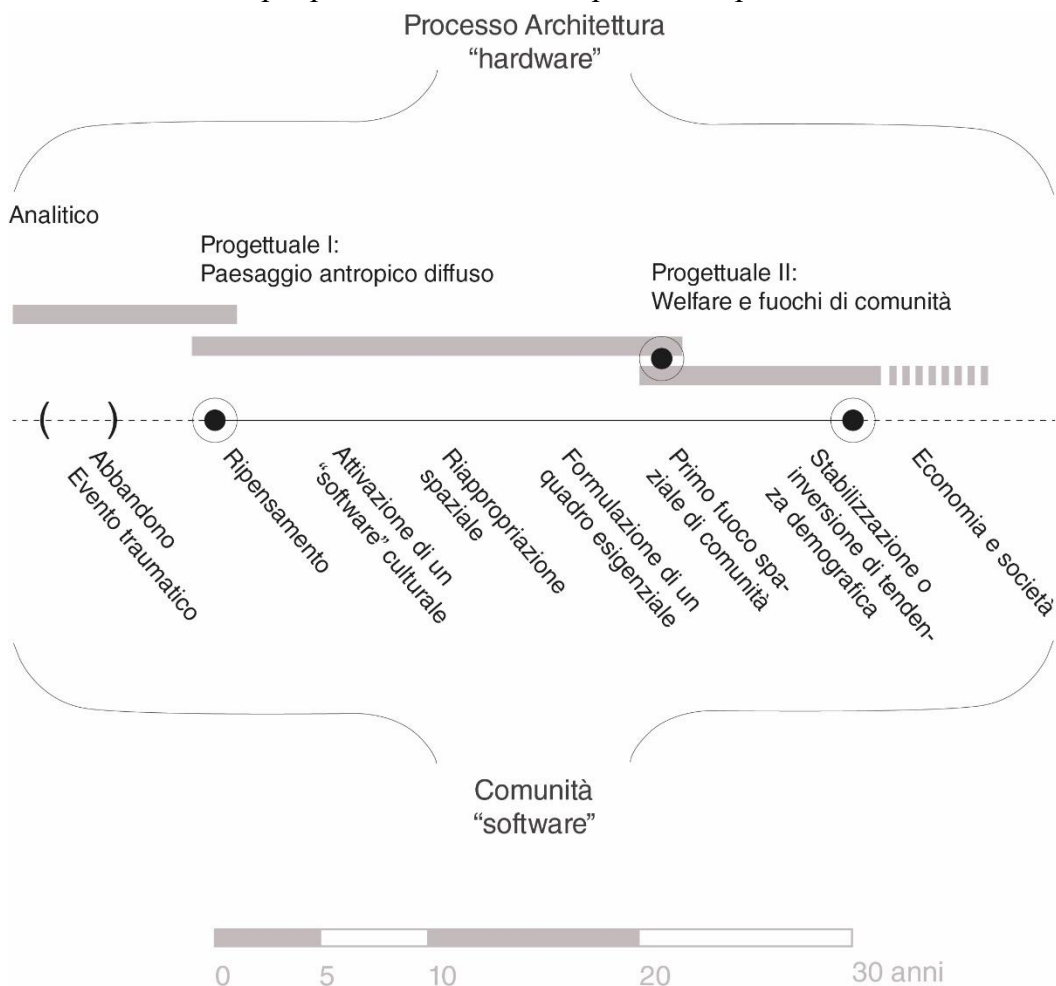 Processo Architettura
“hardware”
Analitico
Progettuale I:
Paesaggio antropico diffuso
Progettuale II:
Welfare e fuochi di comunità
(
)
Abbandono
Evento traumatico
Ripensamento
Attivazione di un
“software” culturale
Riappropriazione
spaziale
Formulazione di un
quadro esigenziale
Primo fuoco spa-
ziale di comunità
Stabilizzazione o
inversione di tenden-
za demografica
Economia e società
Comunità
“software”
0
5
10
20
30 anni